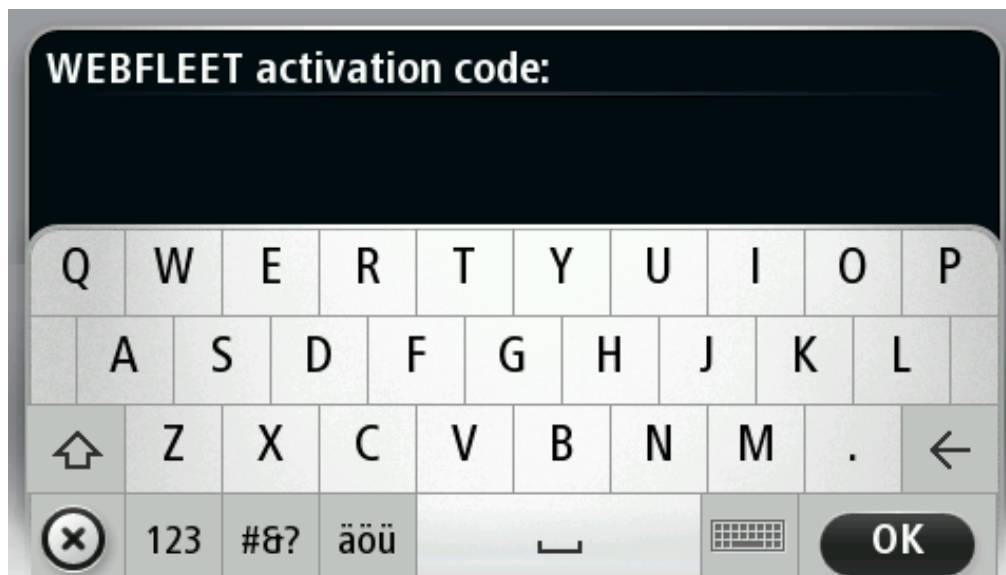 WEBFLEET activation code:
Q W E R T Y U I O P
A S D F G H J K L
Z X C V B N M .
123 #&? äöü OK